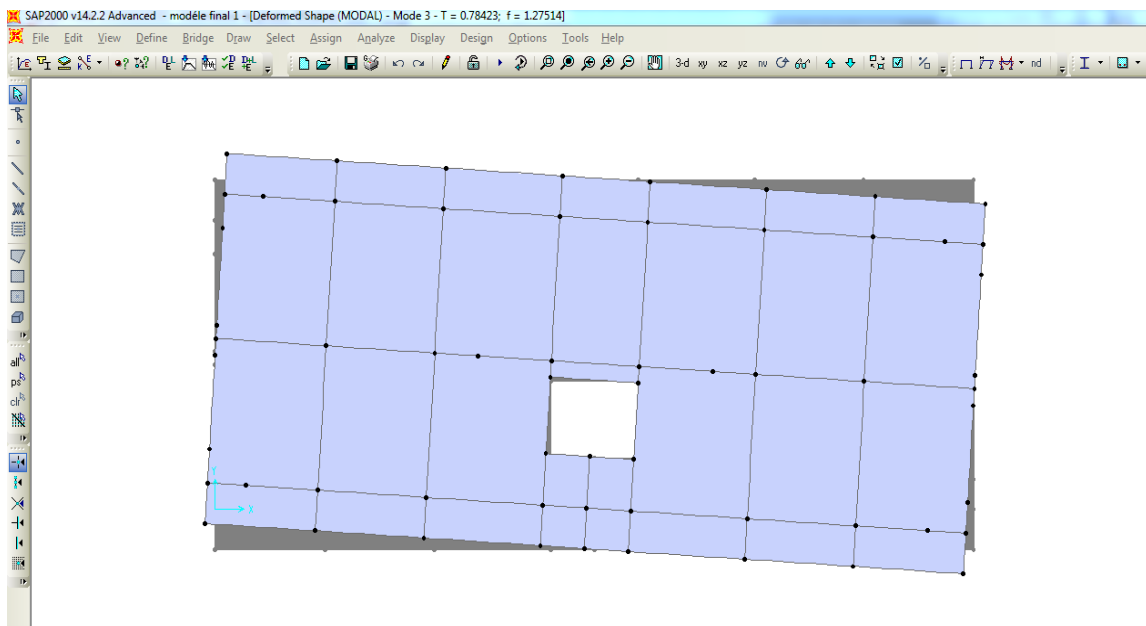 SAP2000 v14.2.2 Advanced - modéle final 1 - [Deformed Shape (MODAL) - Mode 3 - T = 0.78423; f = 1.27514]
File Edit View Define Bridge Draw Select Assign Analyze Display Design Options Tools Help
3-d xy xz yz nv nd
all
ps
clr
Y
X